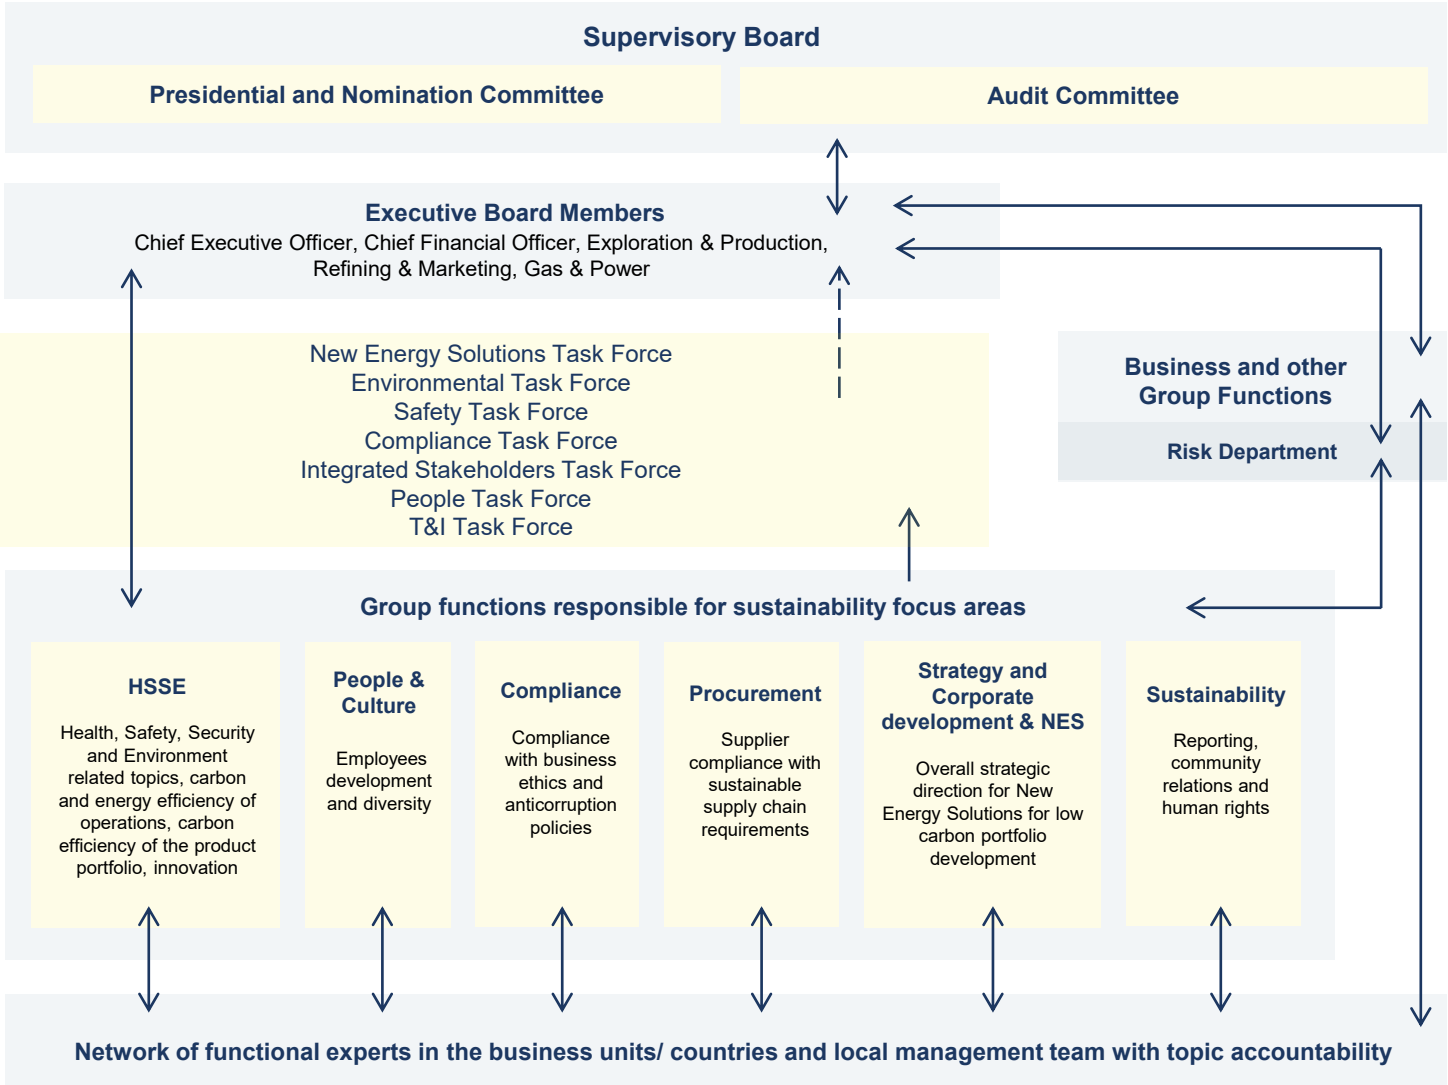 Supervisory Board
Presidential and Nomination Committee
Audit Committee
Executive Board Members
Chief Executive Officer, Chief Financial Officer, Exploration & Production,
Refining & Marketing, Gas & Power
New Energy Solutions Task Force
Environmental Task Force
Safety Task Force
Compliance Task Force
Integrated Stakeholders Task Force
People Task Force
T&I Task Force
Business and other
Group Functions
Risk Department
Group functions responsible for sustainability focus areas
HSSE
Health, Safety, Security
and Environment
related topics, carbon
and energy efficiency of
operations, carbon
efficiency of the product
portfolio, innovation
People &
Culture
Employees
development
and diversity
Compliance
Compliance
with business
ethics and
anticorruption
policies
Procurement
Supplier
compliance with
sustainable
supply chain
requirements
Strategy and
Corporate
development & NES
Overall strategic
direction for New
Energy Solutions for low
carbon portfolio
development
Sustainability
Reporting,
community
relations and
human rights
Network of functional experts in the business units/ countries and local management team with topic accountability